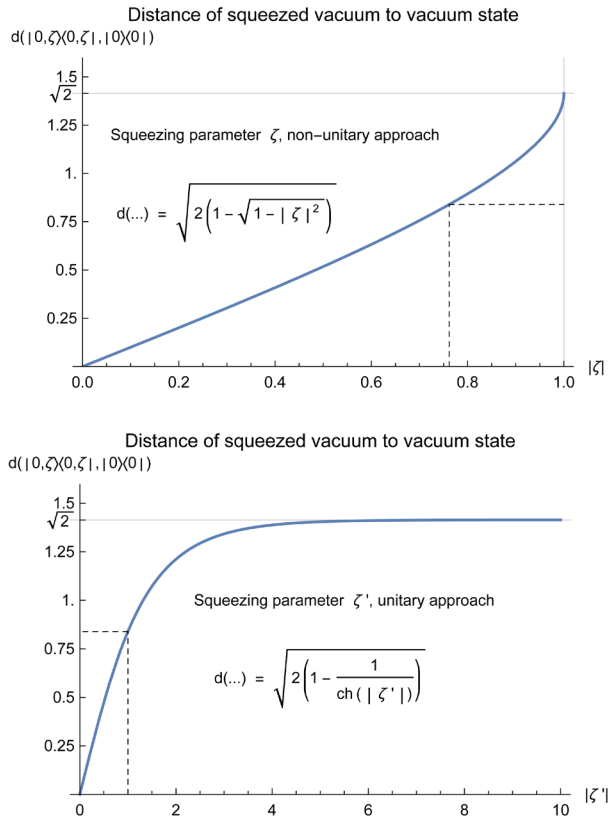 Distance of squeezed vacuum to vacuum state
d(|0,ζ⟩⟨0,ζ|,|0⟩⟨0|)
1.5
√2
1.25
Squeezing parameter ζ, non-unitary approach
1.
d(...) = √(2(1-√(1-|ζ|²)))
0.75
0.5
0.25
0.0 0.2 0.4 0.6 0.8 1.0 |ζ|
Distance of squeezed vacuum to vacuum state
d(|0,ζ⟩⟨0,ζ|,|0⟩⟨0|)
1.5
√2
1.25
1.
Squeezing parameter ζ', unitary approach
0.75
d(...) = √(2(1-1/ch(|ζ'|)))
0.5
0.25
0 2 4 6 8 10 |ζ'|